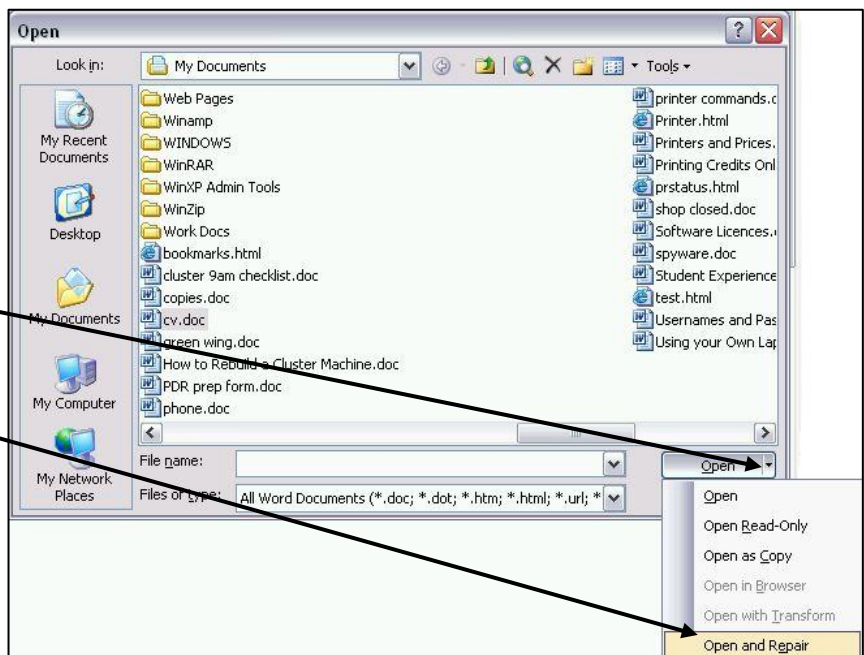 Open
Look in:
My Documents
Tools
My Recent
Documents
Desktop
My Documents
My Computer
My Network
Places
Web Pages
Winamp
WINDOWS
WinRAR
WinXP Admin Tools
WinZip
Work Docs
bookmarks.html
cluster 9am checklist.doc
copies.doc
cv.doc
green wing.doc
How to Rebuild a Cluster Machine.doc
PDR prep form.doc
phone.doc
printer commands.d
Printer.html
Printers and Prices.
Printing Credits Onl
prstatus.html
shop closed.doc
Software Licences.
spyware.doc
Student Experience
test.html
Usernames and Pas
Using your Own Lap
File name:
Open
Files of type:
All Word Documents (*.doc; *.dot; *.htm; *.html; *.url; *
Open
Open Read-Only
Open as Copy
Open in Browser
Open with Transform
Open and Repair